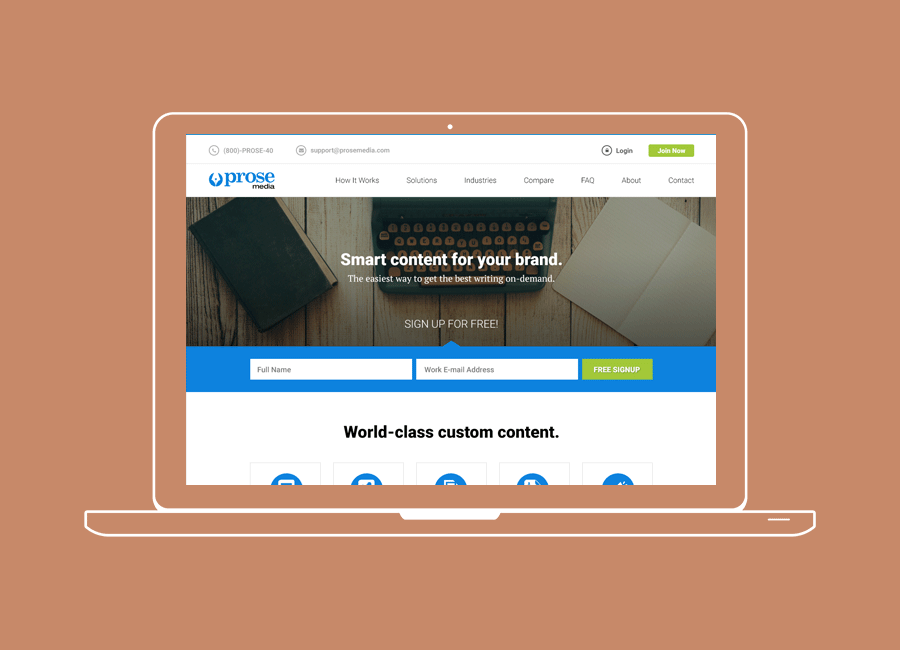 (800)-PROSE-40 support@prosemedia.com Login Join Now
prose
media
How It Works Solutions Industries Compare FAQ About Contact
Smart content for your brand.
The easiest way to get the best writing on-demand.
SIGN UP FOR FREE!
Full Name Work E-mail Address FREE SIGNUP
World-class custom content.